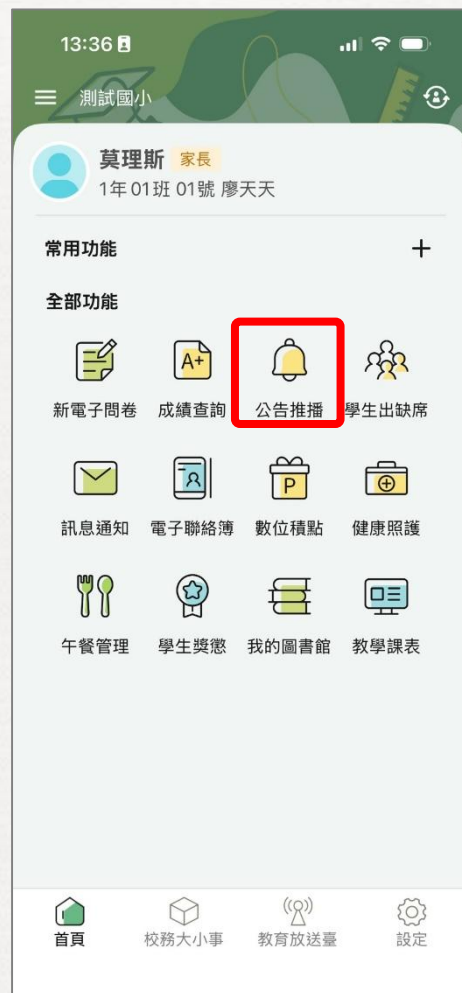 13:36
測試國小
莫理斯 家長
1年01班 01號 廖天天
常用功能 +
全部功能
A+
新電子問卷 成績查詢 公告推播 學生出缺席
P
訊息通知 電子聯絡簿 數位積點 健康照護
午餐管理 學生獎懲 我的圖書館 教學課表
首頁 校務大小事 教育放送臺 設定